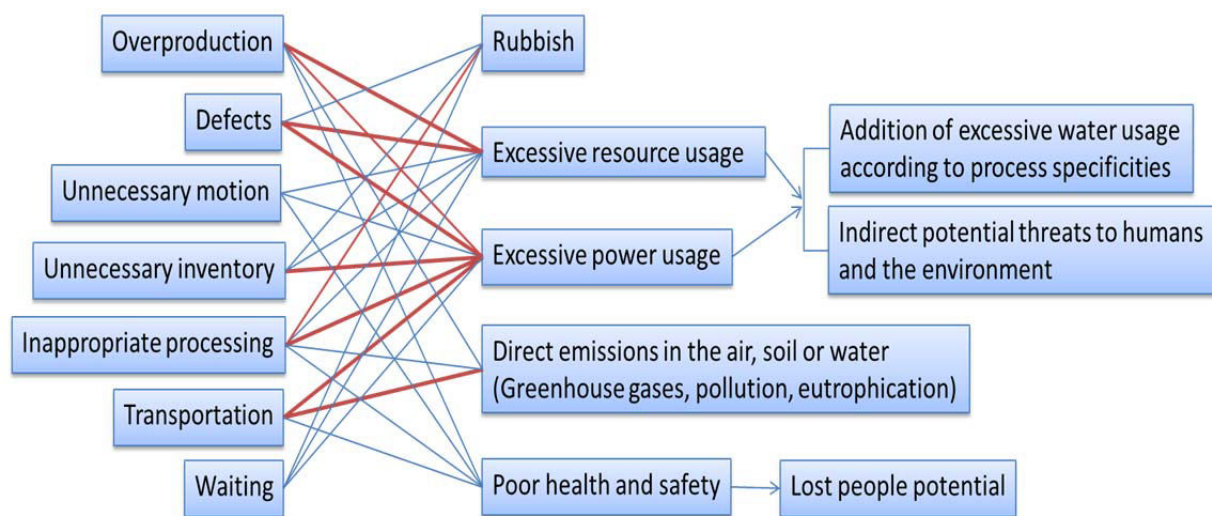 Overproduction
Defects
Unnecessary motion
Unnecessary inventory
Inappropriate processing
Transportation
Waiting
Rubbish
Excessive resource usage
Excessive power usage
Direct emissions in the air, soil or water
(Greenhouse gases, pollution, eutrophication)
Poor health and safety
Addition of excessive water usage
according to process specificities
Indirect potential threats to humans
and the environment
Lost people potential